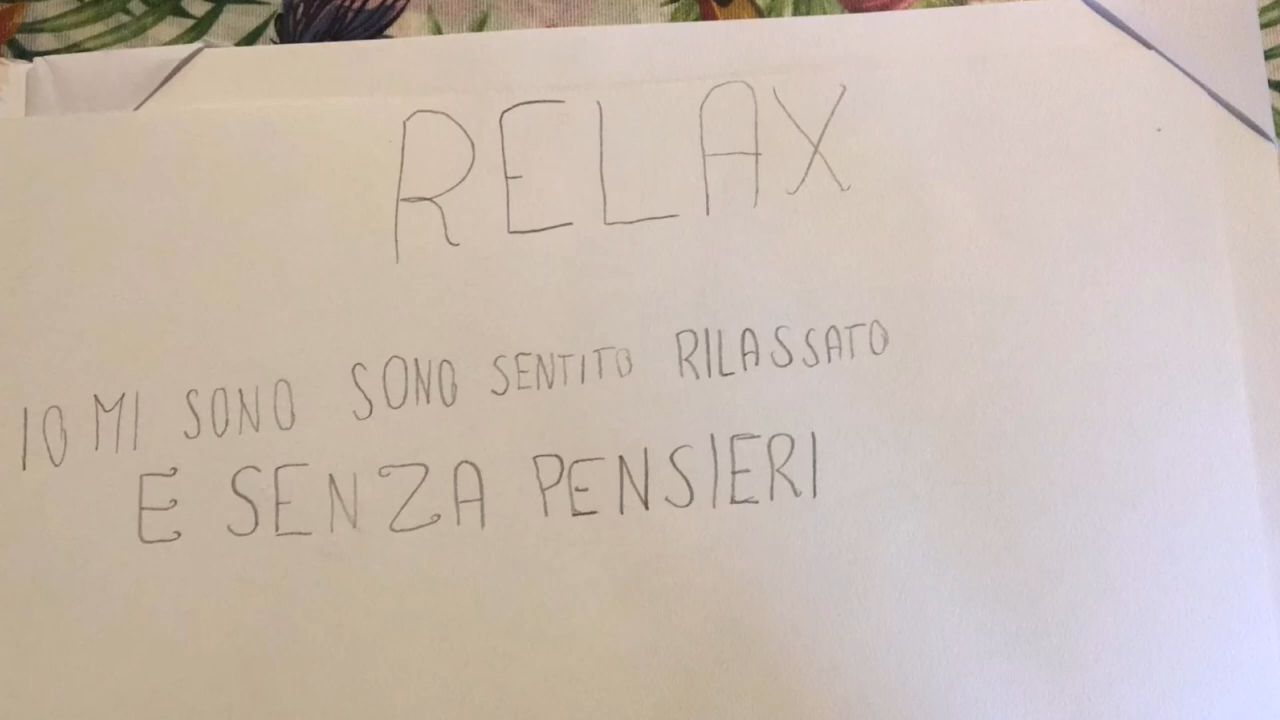 RELAX
IO MI SONO SONO SENTITO RILASSATO
E SENZA PENSIERI